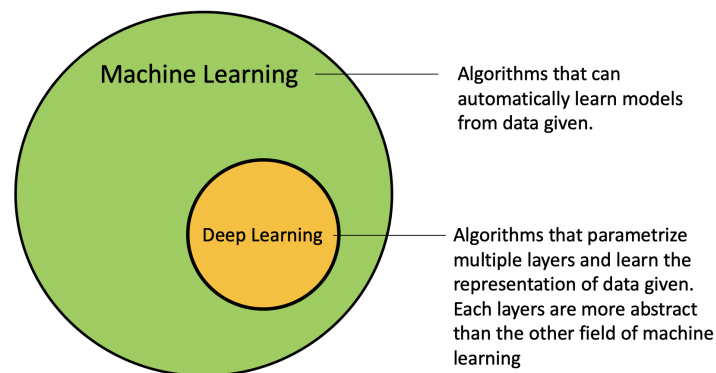 Machine Learning
Algorithms that can
automatically learn models
from data given.
Deep Learning
Algorithms that parametrize
multiple layers and learn the
representation of data given.
Each layers are more abstract
than the other field of machine
learning